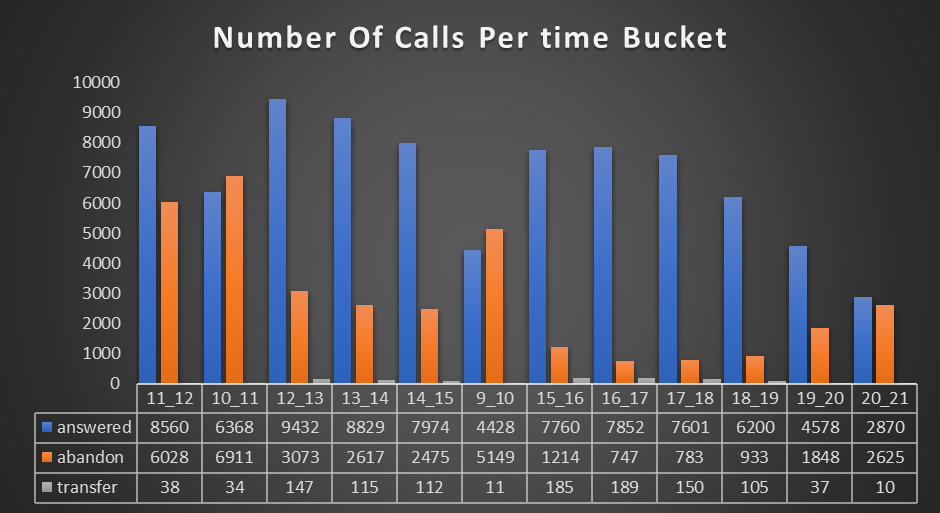 Number Of Calls Per time Bucket
10000
9000
8000
7000
6000
5000
4000
3000
2000
1000
0
11_12 10_11 12_13 13_14 14_15 9_10 15_16 16_17 17_18 18_19 19_20 20_21
answered 8560 6368 9432 8829 7974 4428 7760 7852 7601 6200 4578 2870
abandon 6028 6911 3073 2617 2475 5149 1214 747 783 933 1848 2625
transfer 38 34 147 115 112 11 185 189 150 105 37 10